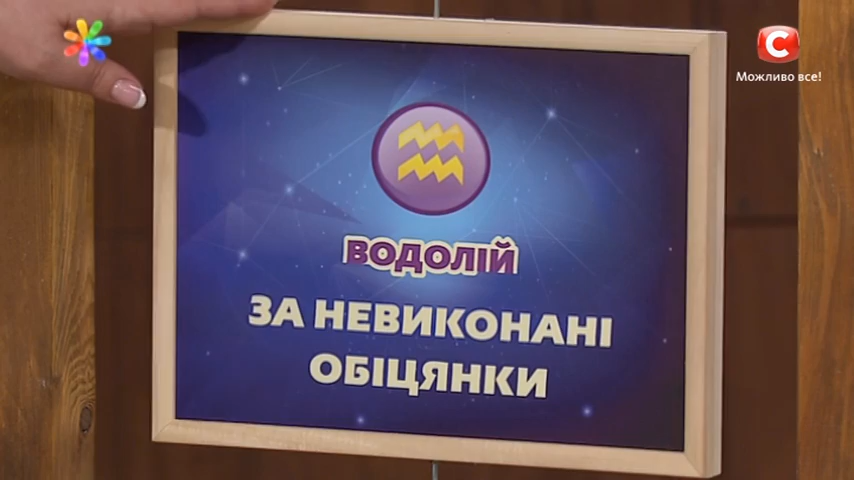 С
Можливо все!
ВОДОЛІЙ
ЗА НЕВИКОНАНІ
ОБІЦЯНКИ